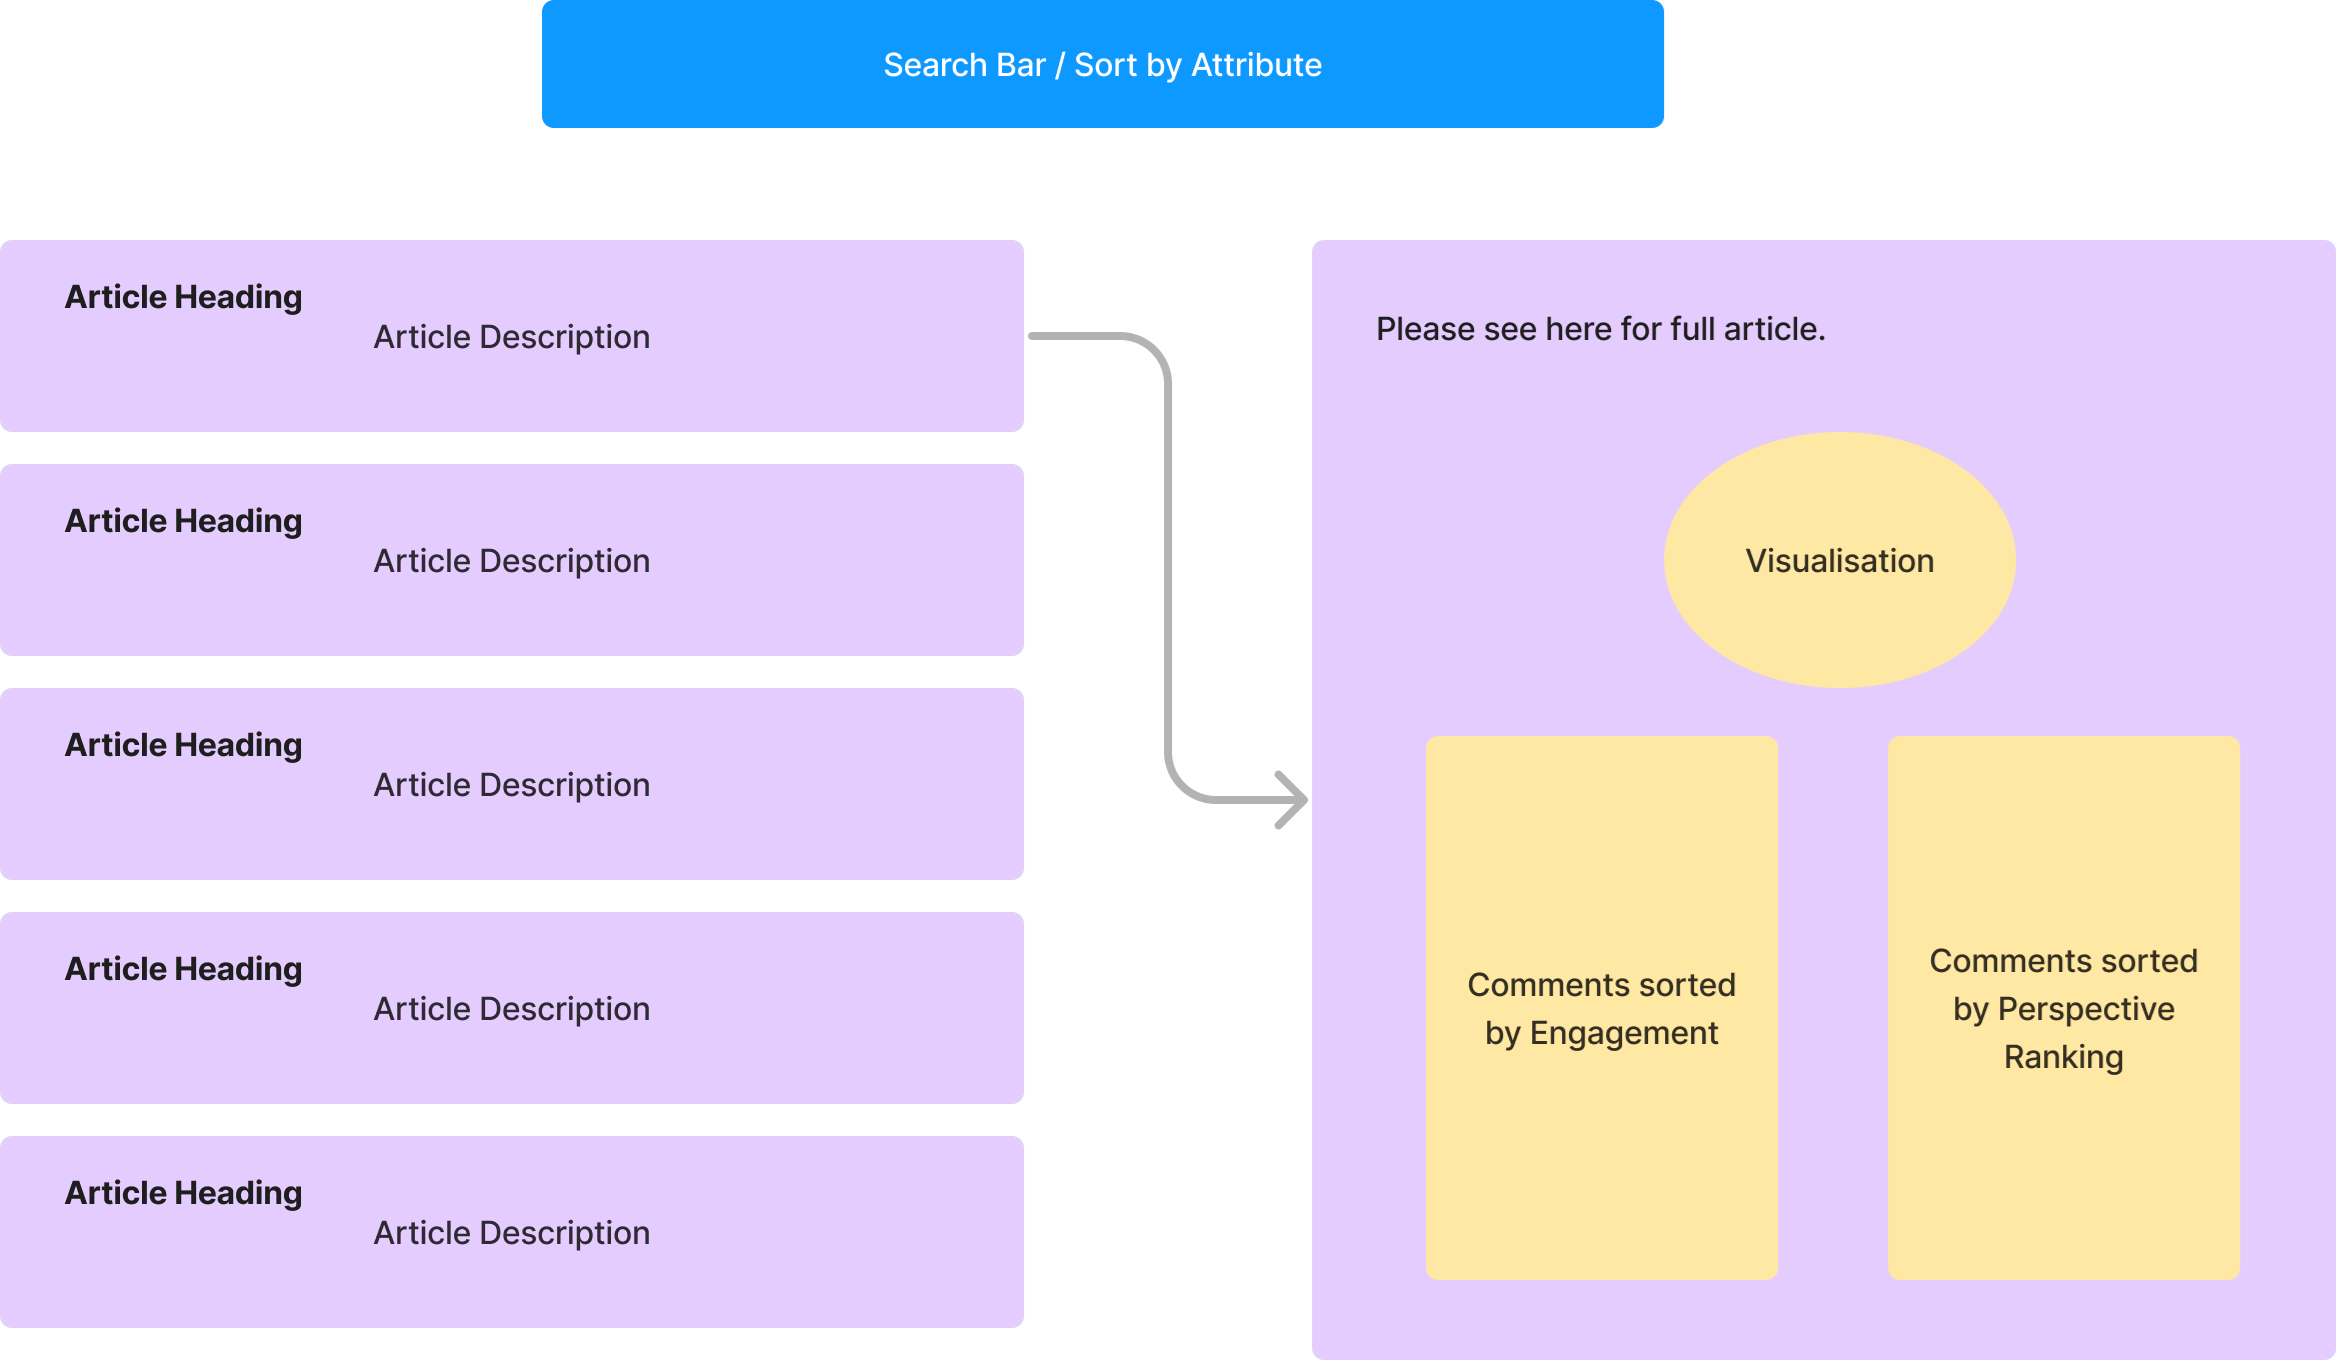 Search Bar / Sort by Attribute
Article Heading
Article Description
Article Heading
Article Description
Article Heading
Article Description
Article Heading
Article Description
Article Heading
Article Description
Please see here for full article.
Visualisation
Comments sorted
by Engagement
Comments sorted
by Perspective
Ranking